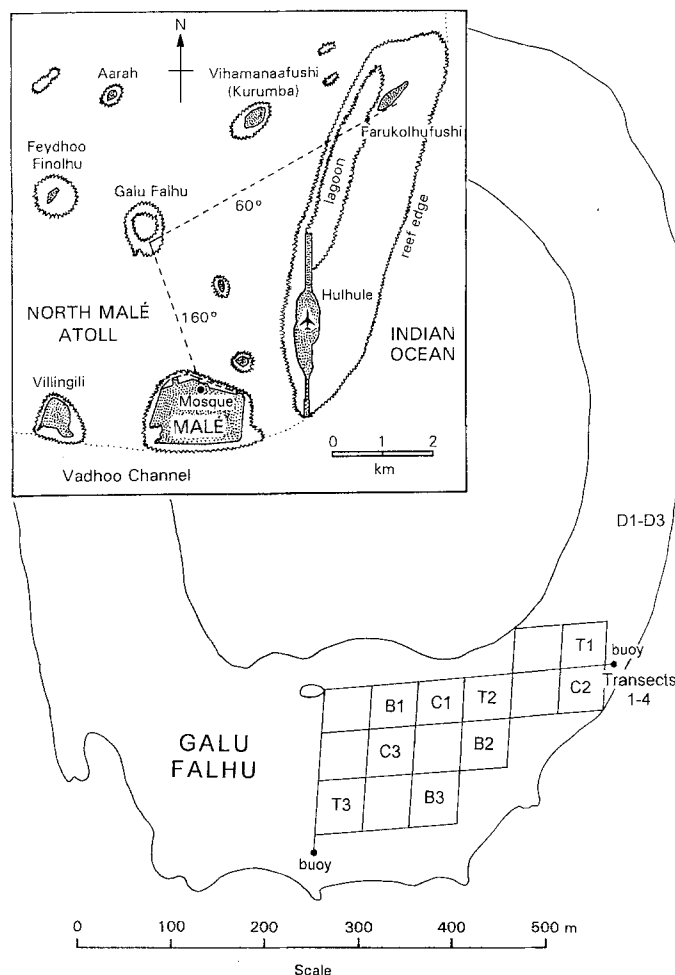 N
Aarah
Vihamanaafushi
(Kurumba)
Farukolhufushi
Feydhoo
Finolhu
Galu Falhu
60°
lagoon
reef edge
Hulhule
160°
NORTH MALÉ
ATOLL
INDIAN
OCEAN
Villingili
Mosque
MALÉ
0 1 2
km
Vadhoo Channel
D1-D3
T1
buoy
C2
Transects
1-4
B1
C1
T2
GALU
FALHU
C3
B2
T3
B3
buoy
0 100 200 300 400 500 m
Scale